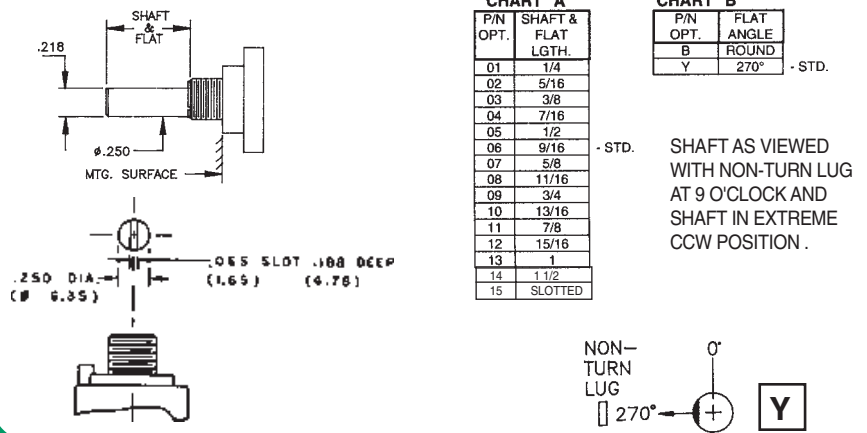 SHAFT
&
FLAT
.218
Ø.250
MTG. SURFACE
.065 SLOT .188 DEEP
(1.65) (4.78)
.250 DIA.
(Ø 6.35)
CHART A
P/N OPT. SHAFT & FLAT LGTH.
01 1/4
02 5/16
03 3/8
04 7/16
05 1/2
06 9/16 - STD.
07 5/8
08 11/16
09 3/4
10 13/16
11 7/8
12 15/16
13 1
14 1 1/2
15 SLOTTED
CHART B
P/N OPT. FLAT ANGLE
B ROUND
Y 270° - STD.
SHAFT AS VIEWED
WITH NON-TURN LUG
AT 9 O'CLOCK AND
SHAFT IN EXTREME
CCW POSITION .
NON-
TURN
LUG
0°
270°
Y